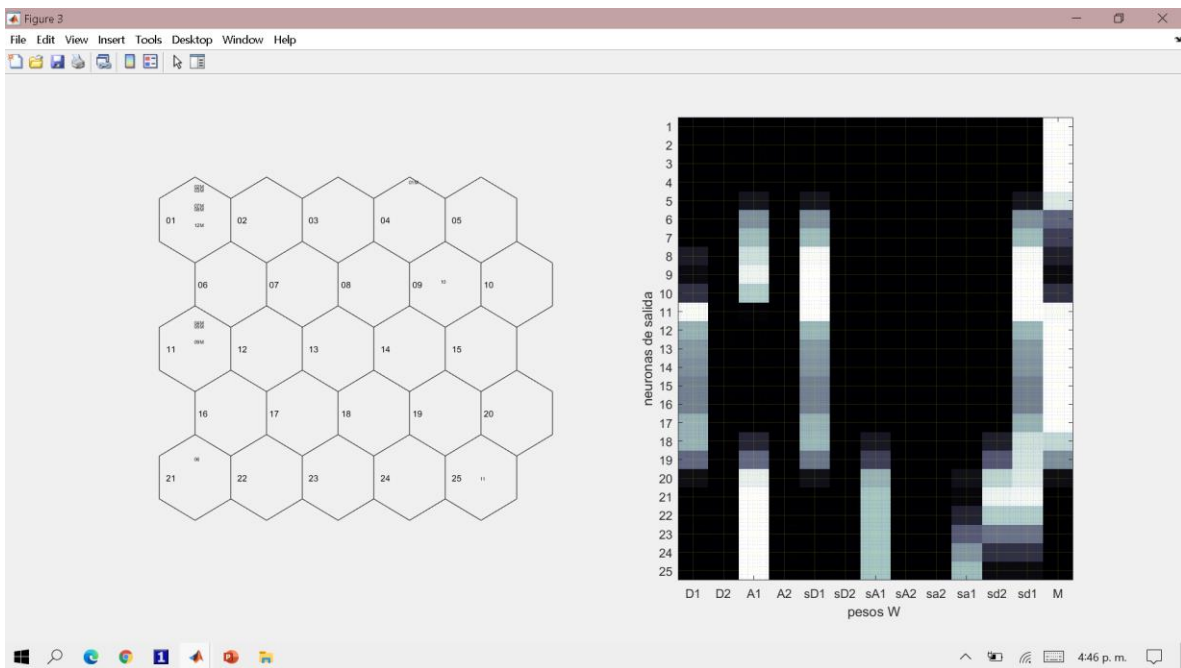 Figure 3
File Edit View Insert Tools Desktop Window Help
01 02 03 04 05
12M
06 07 08 09 10
11 12 13 14 15
16 17 18 19 20
21 22 23 24 25 11
1
2
3
4
5
6
7
8
9
10
11
12
13
14
15
16
17
18
19
20
21
22
23
24
25
neuronas de salida
D1 D2 A1 A2 sD1 sD2 sA1 sA2 sa2 sa1 sd2 sd1 M
pesos W
1
4:46 p. m.